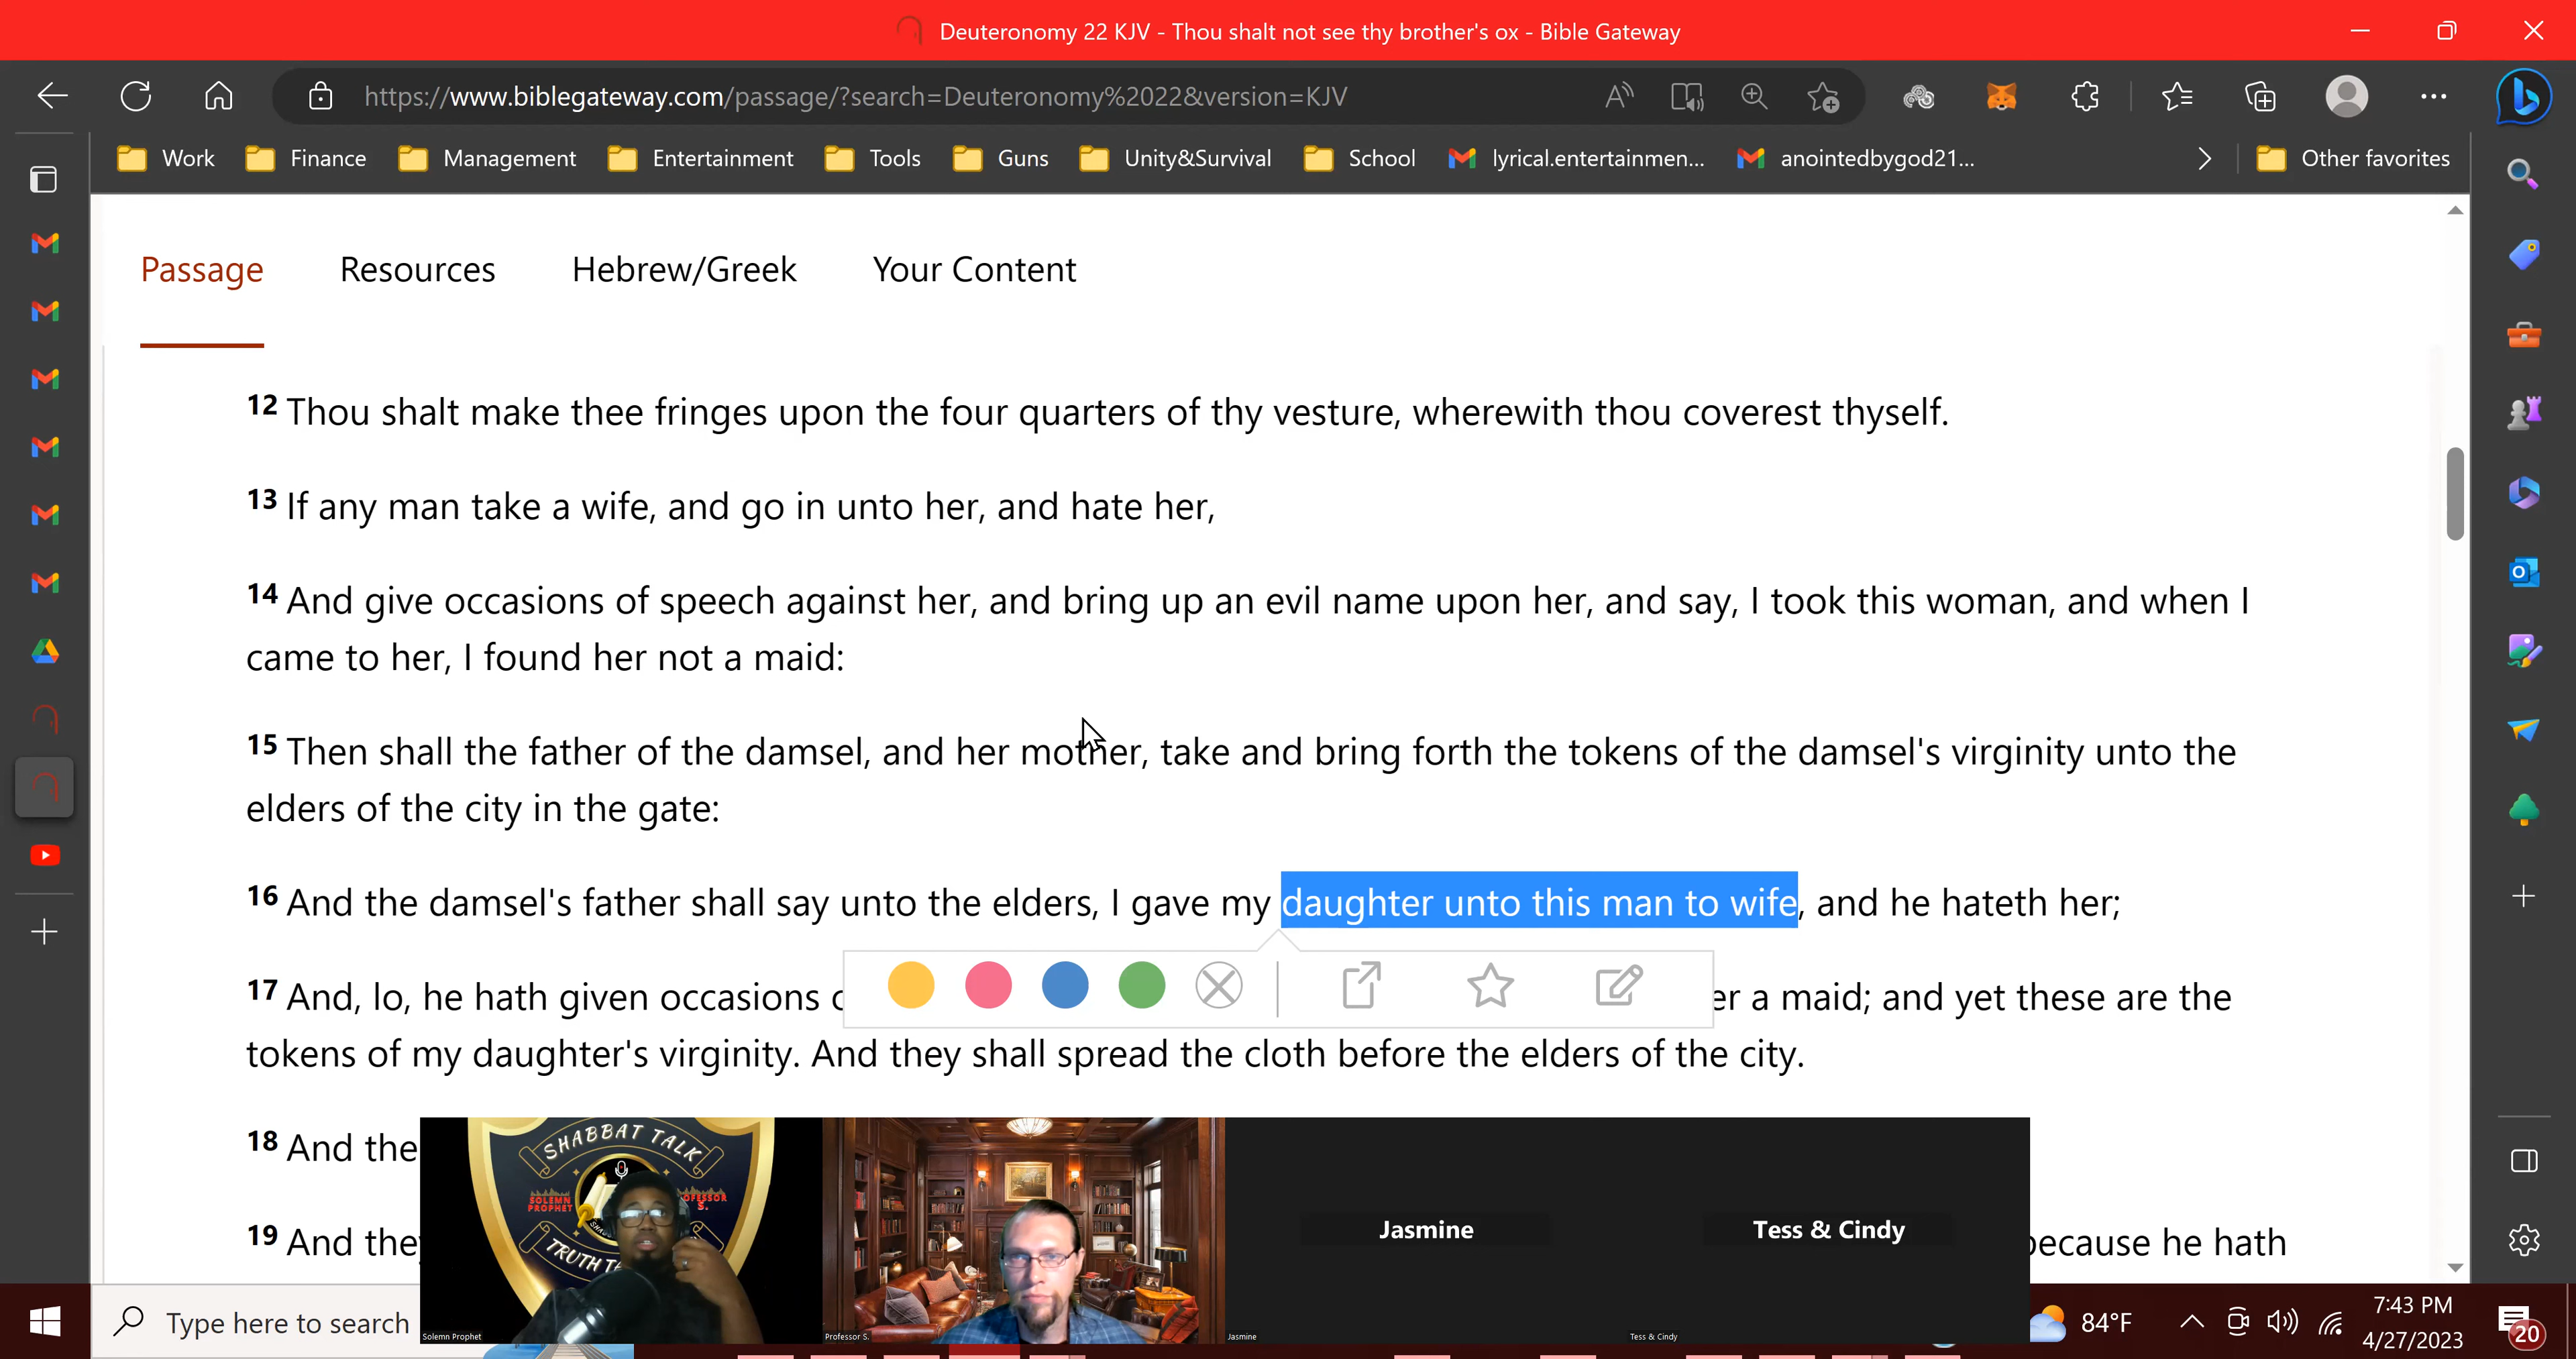 Deuteronomy 22 KJV - Thou shalt not see thy brother's ox - Bible Gateway
https://www.biblegateway.com/passage/?search=Deuteronomy%2022&version=KJV
Work Finance Management Entertainment Tools Guns Unity&Survival School lyrical.entertainmen... anointedbygod21... Other favorites
Passage Resources Hebrew/Greek Your Content
12 Thou shalt make thee fringes upon the four quarters of thy vesture, wherewith thou coverest thyself.
13 If any man take a wife, and go in unto her, and hate her,
14 And give occasions of speech against her, and bring up an evil name upon her, and say, I took this woman, and when I
came to her, I found her not a maid:
15 Then shall the father of the damsel, and her mother, take and bring forth the tokens of the damsel's virginity unto the
elders of the city in the gate:
16 And the damsel's father shall say unto the elders, I gave my daughter unto this man to wife, and he hateth her;
17 And, lo, he hath given occasions a maid; and yet these are the
tokens of my daughter's virginity. And they shall spread the cloth before the elders of the city.
18 And the
SHABBAT TALK
SOLEMN
PROPHET
S.
TRUTH
Jasmine
Tess & Cindy
19 And they because he hath
Type here to search
Solemn Prophet
Professor S.
Jasmine
Tess & Cindy
84°F
7:43 PM
4/27/2023
20